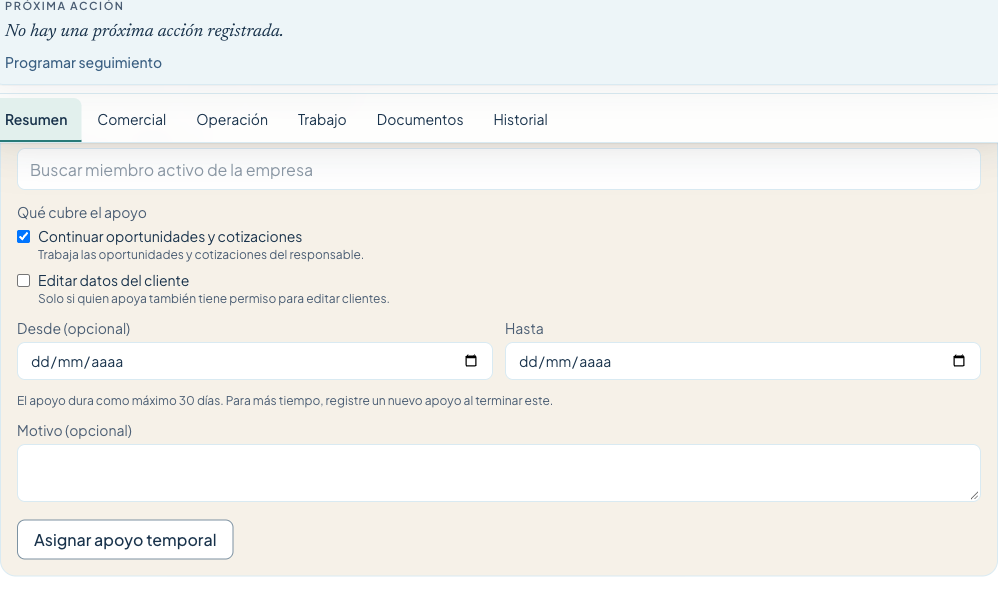 PRÓXIMA ACCIÓN
No hay una próxima acción registrada.
Programar seguimiento
Resumen Comercial Operación Trabajo Documentos Historial
Buscar miembro activo de la empresa
Qué cubre el apoyo
Continuar oportunidades y cotizaciones
Trabaja las oportunidades y cotizaciones del responsable.
Editar datos del cliente
Solo si quien apoya también tiene permiso para editar clientes.
Desde (opcional) Hasta
dd/mm/aaaa dd/mm/aaaa
El apoyo dura como máximo 30 días. Para más tiempo, registre un nuevo apoyo al terminar este.
Motivo (opcional)
Asignar apoyo temporal